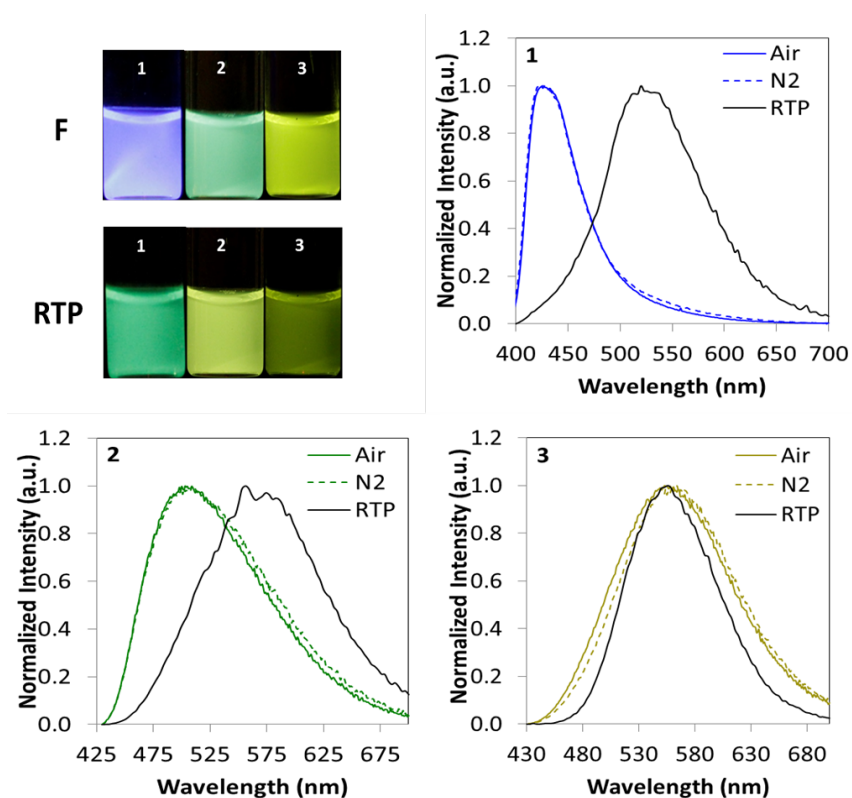 F
1 2 3
RTP
1 2 3
1
Air
N2
RTP
Normalized Intensity (a.u.)
1.2
1.0
0.8
0.6
0.4
0.2
0.0
400 450 500 550 600 650 700
Wavelength (nm)
2
Air
N2
RTP
Normalized Intensity (a.u.)
1.2
1.0
0.8
0.6
0.4
0.2
0.0
425 475 525 575 625 675
Wavelength (nm)
3
Air
N2
RTP
Normalized Intensity (a.u.)
1.2
1.0
0.8
0.6
0.4
0.2
0.0
430 480 530 580 630 680
Wavelength (nm)